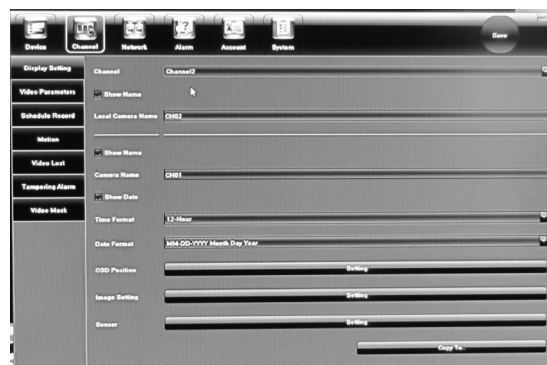 Device Channel Network Alarm Account System Save
Display Setting
Video Parameters
Schedule Record
Motion
Video Lost
Tampering Alarm
Video Mask
Channel Channel2
Show Name
Local Camera Name CH02
Show Name
Camera Name CH01
Show Date
Time Format 12-Hour
Date Format MM-DD-YYYY Month Day Year
OSD Position Setting
Image Setting Setting
Sensor Setting
Copy To..